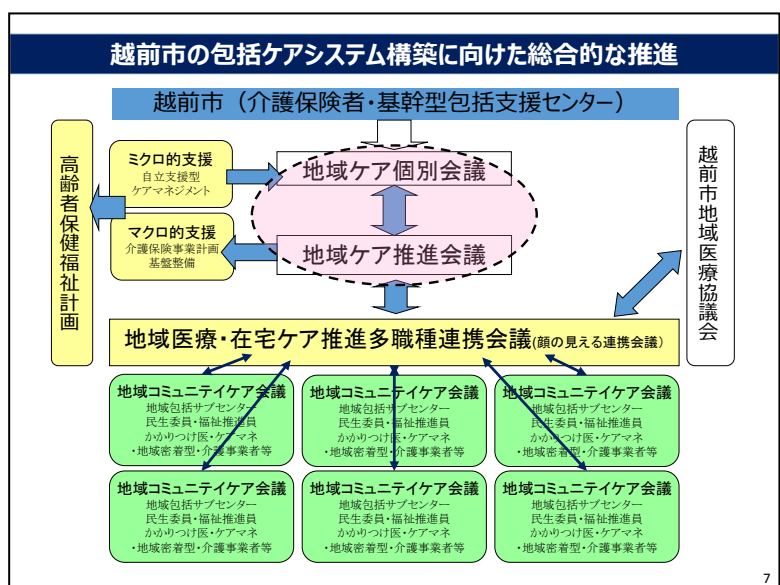 越前市の包括ケアシステム構築に向けた総合的な推進
越前市（介護保険者・基幹型包括支援センター）
高齢者保健福祉計画
ミクロ的支援
自立支援型
ケアマネジメント
マクロ的支援
介護保険事業計画
基盤整備
地域ケア個別会議
地域ケア推進会議
越前市地域医療協議会
地域医療・在宅ケア推進多職種連携会議(顔の見える連携会議）
地域コミュニテイケア会議
地域包括サブセンター
民生委員・福祉推進員
かかりつけ医・ケアマネ
・地域密着型・介護事業者等
地域コミュニテイケア会議
地域包括サブセンター
民生委員・福祉推進員
かかりつけ医・ケアマネ
・地域密着型・介護事業者等
地域コミュニテイケア会議
地域包括サブセンター
民生委員・福祉推進員
かかりつけ医・ケアマネ
・地域密着型・介護事業者等
地域コミュニテイケア会議
地域包括サブセンター
民生委員・福祉推進員
かかりつけ医・ケアマネ
・地域密着型・介護事業者等
地域コミュニテイケア会議
地域包括サブセンター
民生委員・福祉推進員
かかりつけ医・ケアマネ
・地域密着型・介護事業者等
地域コミュニテイケア会議
地域包括サブセンター
民生委員・福祉推進員
かかりつけ医・ケアマネ
・地域密着型・介護事業者等
7